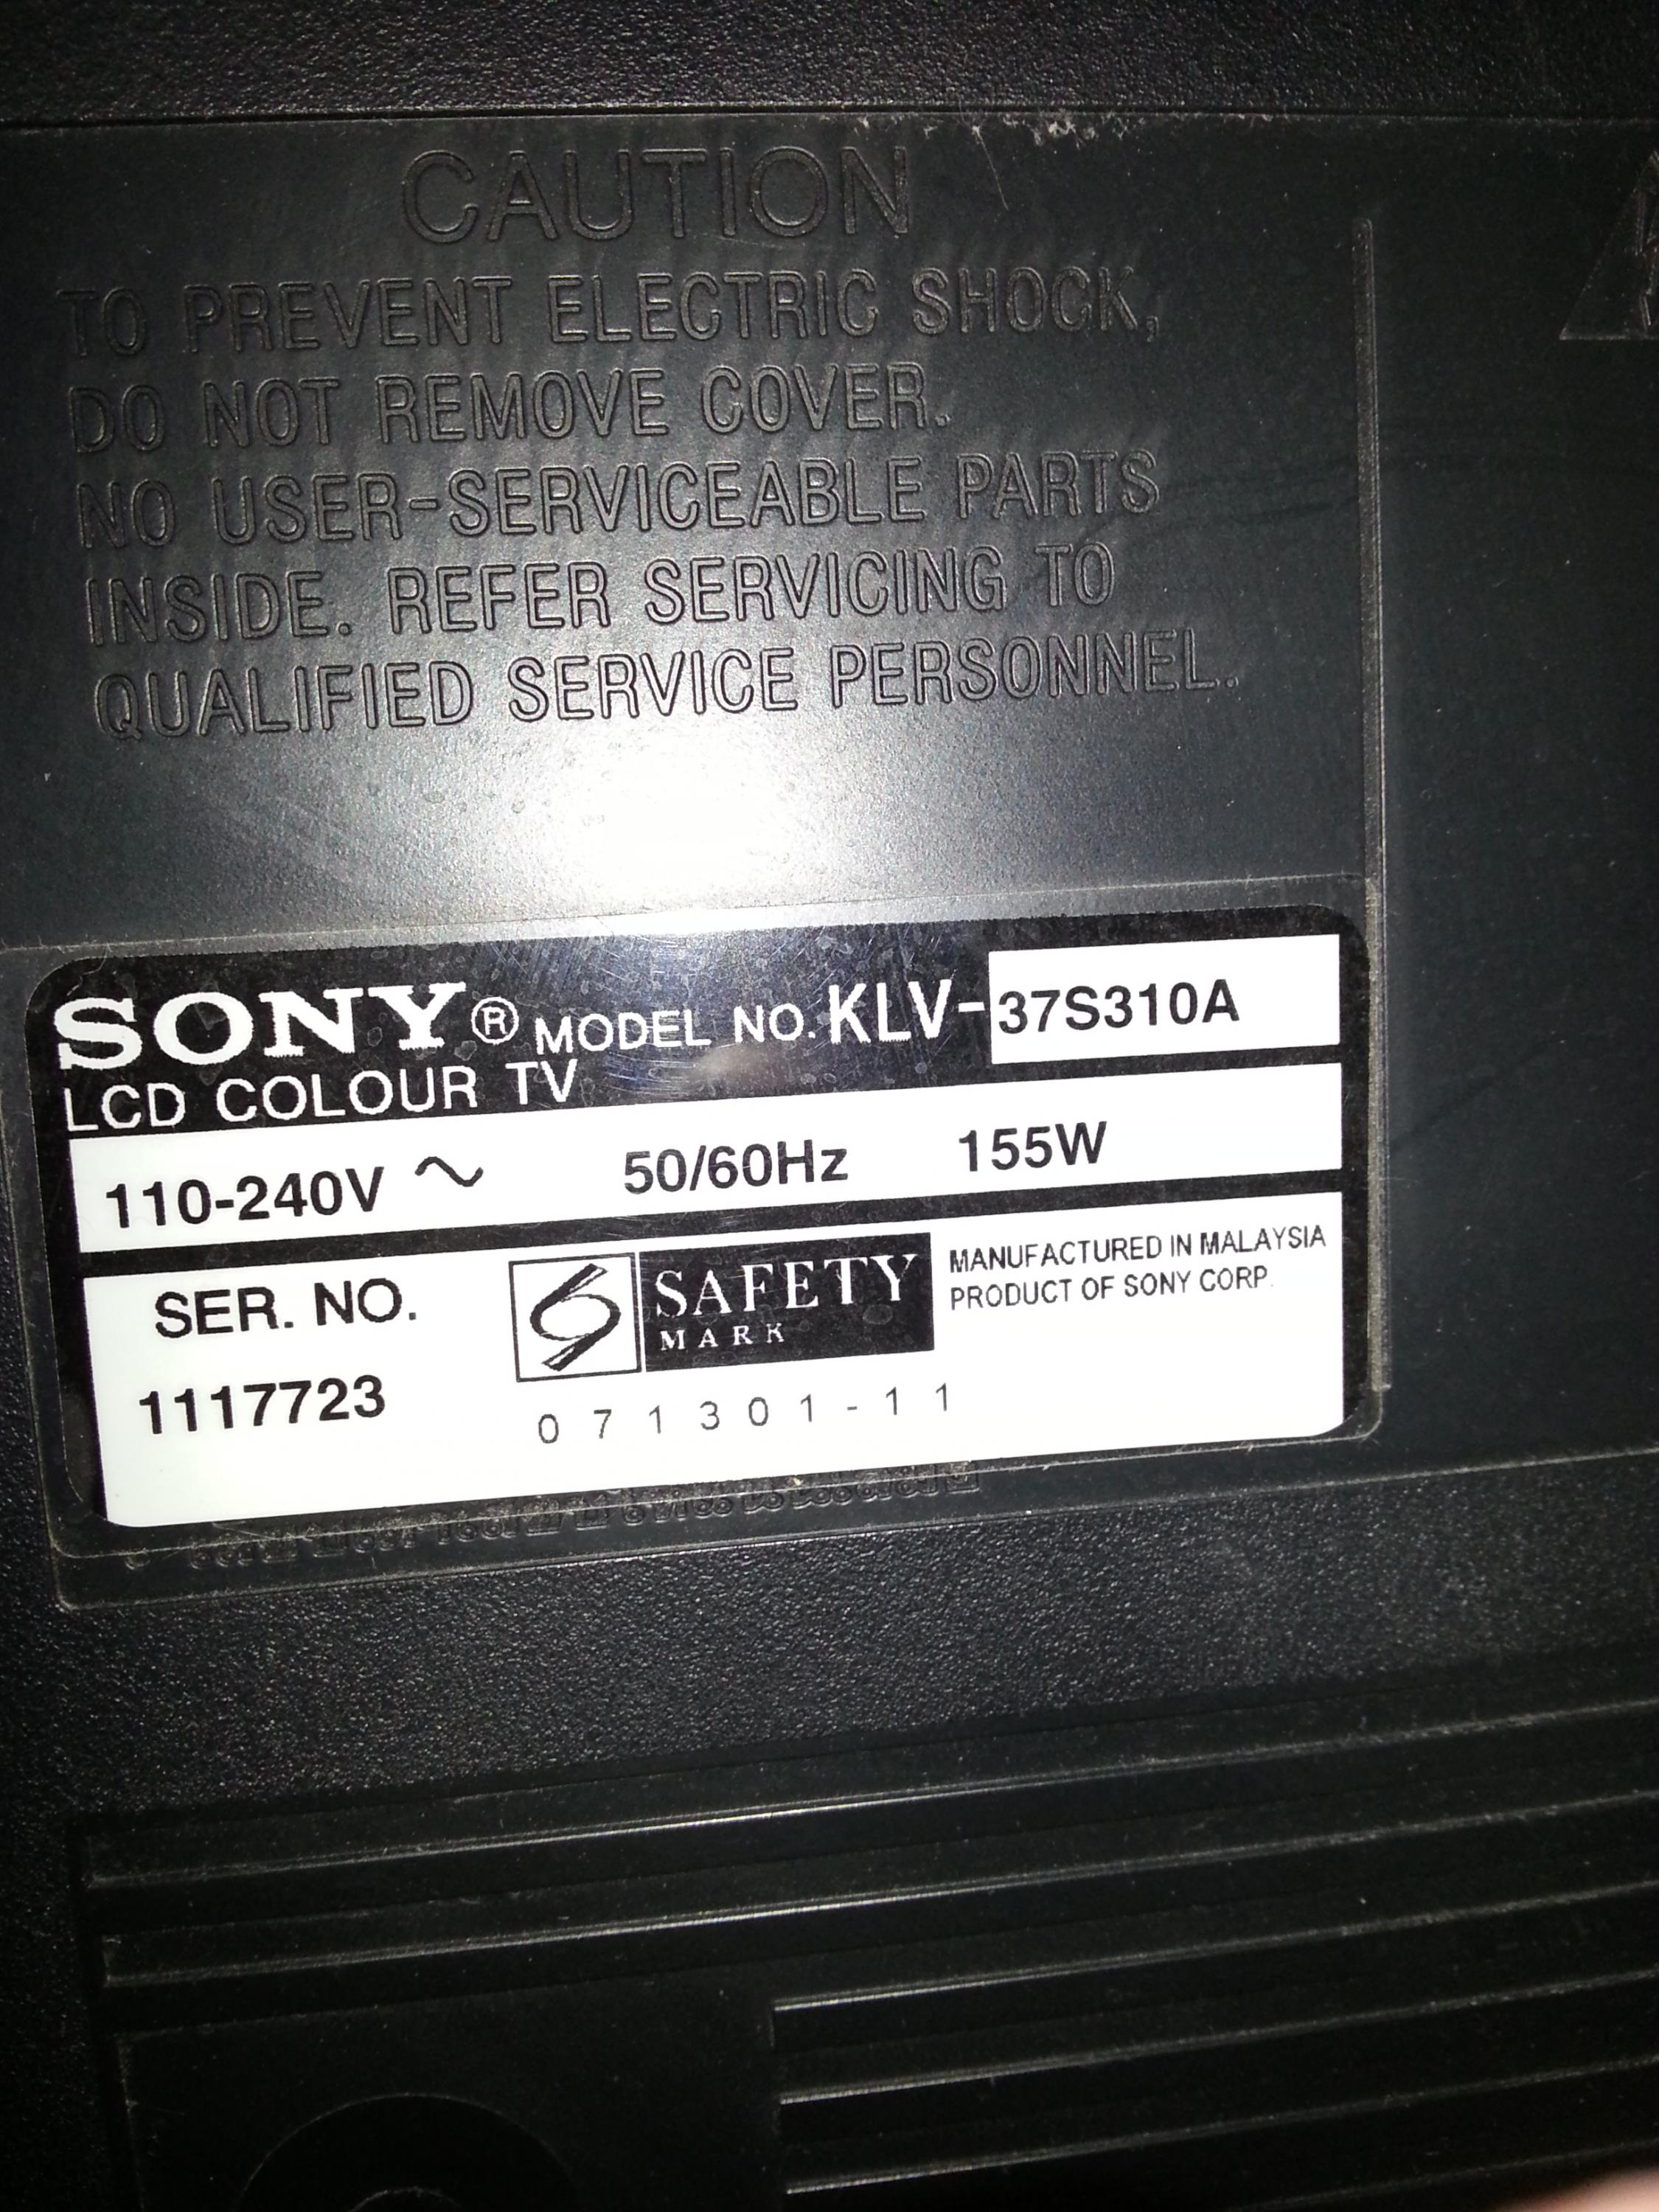 CAUTION
TO PREVENT ELECTRIC SHOCK,
DO NOT REMOVE COVER.
NO USER-SERVICEABLE PARTS
INSIDE. REFER SERVICING TO
QUALIFIED SERVICE PERSONNEL.
SONY® MODEL NO. KLV-37S310A
LCD COLOUR TV
110-240V ~ 50/60Hz 155W
SER. NO.
1117723
SAFETY
MARK
071301-11
MANUFACTURED IN MALAYSIA
PRODUCT OF SONY CORP.